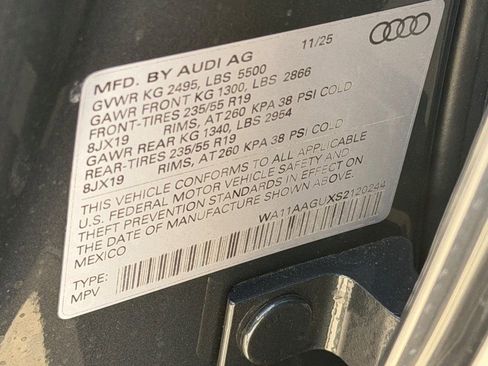 MFD. BY AUDI AG 11/25
GVWR KG 2495, LBS 5500
GAWR FRONT KG 1300, LBS 2866
FRONT-TIRES 235/55 R19
8JX19 RIMS, AT 260 KPA 38 PSI COLD
GAWR REAR KG 1340, LBS 2954
REAR-TIRES 235/55 R19
8JX19 RIMS, AT 260 KPA 38 PSI COLD
THIS VEHICLE CONFORMS TO ALL APPLICABLE
U.S. FEDERAL MOTOR VEHICLE SAFETY AND
THEFT PREVENTION STANDARDS IN EFFECT ON
THE DATE OF MANUFACTURE SHOWN ABOVE.
MEXICO WA11AAGUXS2120244
TYPE:
MPV